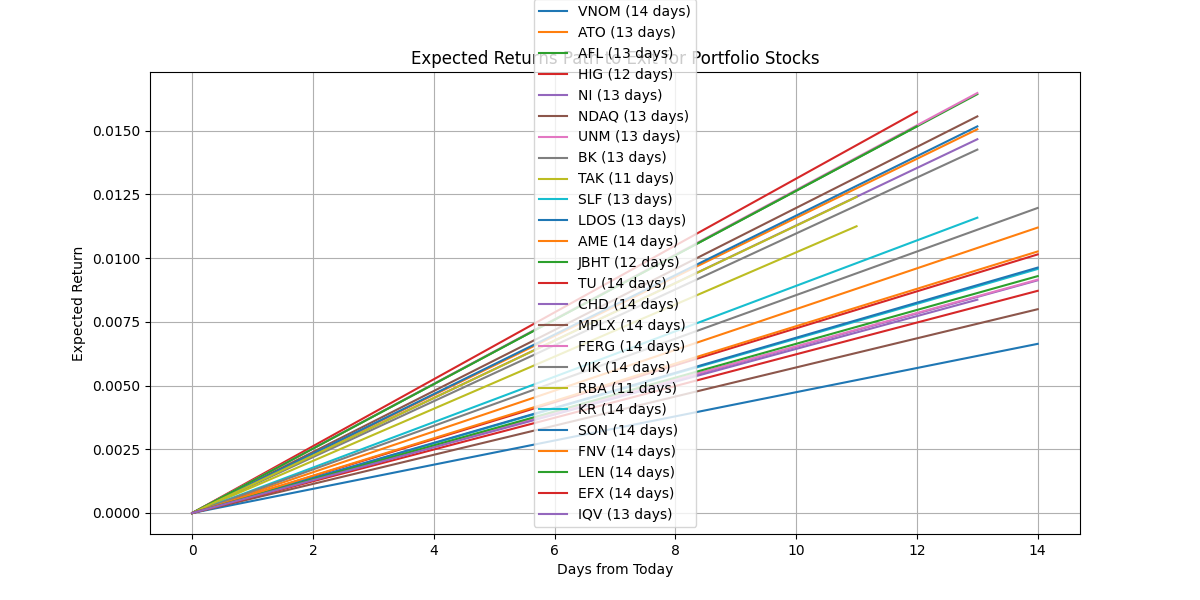 Expected Returns Path to Exit for Portfolio Stocks
VNOM (14 days)
ATO (13 days)
AFL (13 days)
HIG (12 days)
NI (13 days)
NDAQ (13 days)
UNM (13 days)
BK (13 days)
TAK (11 days)
SLF (13 days)
LDOS (13 days)
AME (14 days)
JBHT (12 days)
TU (14 days)
CHD (14 days)
MPLX (14 days)
FERG (14 days)
VIK (14 days)
RBA (11 days)
KR (14 days)
SON (14 days)
FNV (14 days)
LEN (14 days)
EFX (14 days)
IQV (13 days)
Expected Return
0.0150
0.0125
0.0100
0.0075
0.0050
0.0025
0.0000
0 2 4 6 8 10 12 14
Days from Today